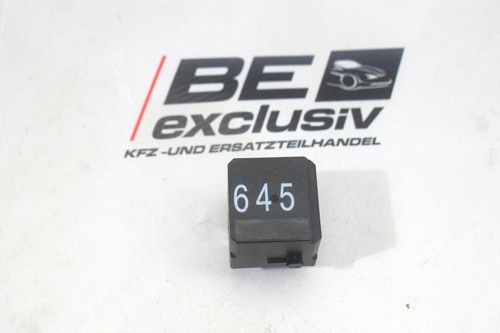 BE
exclusiv
KFZ -UND ERSATZTEILHANDEL
645